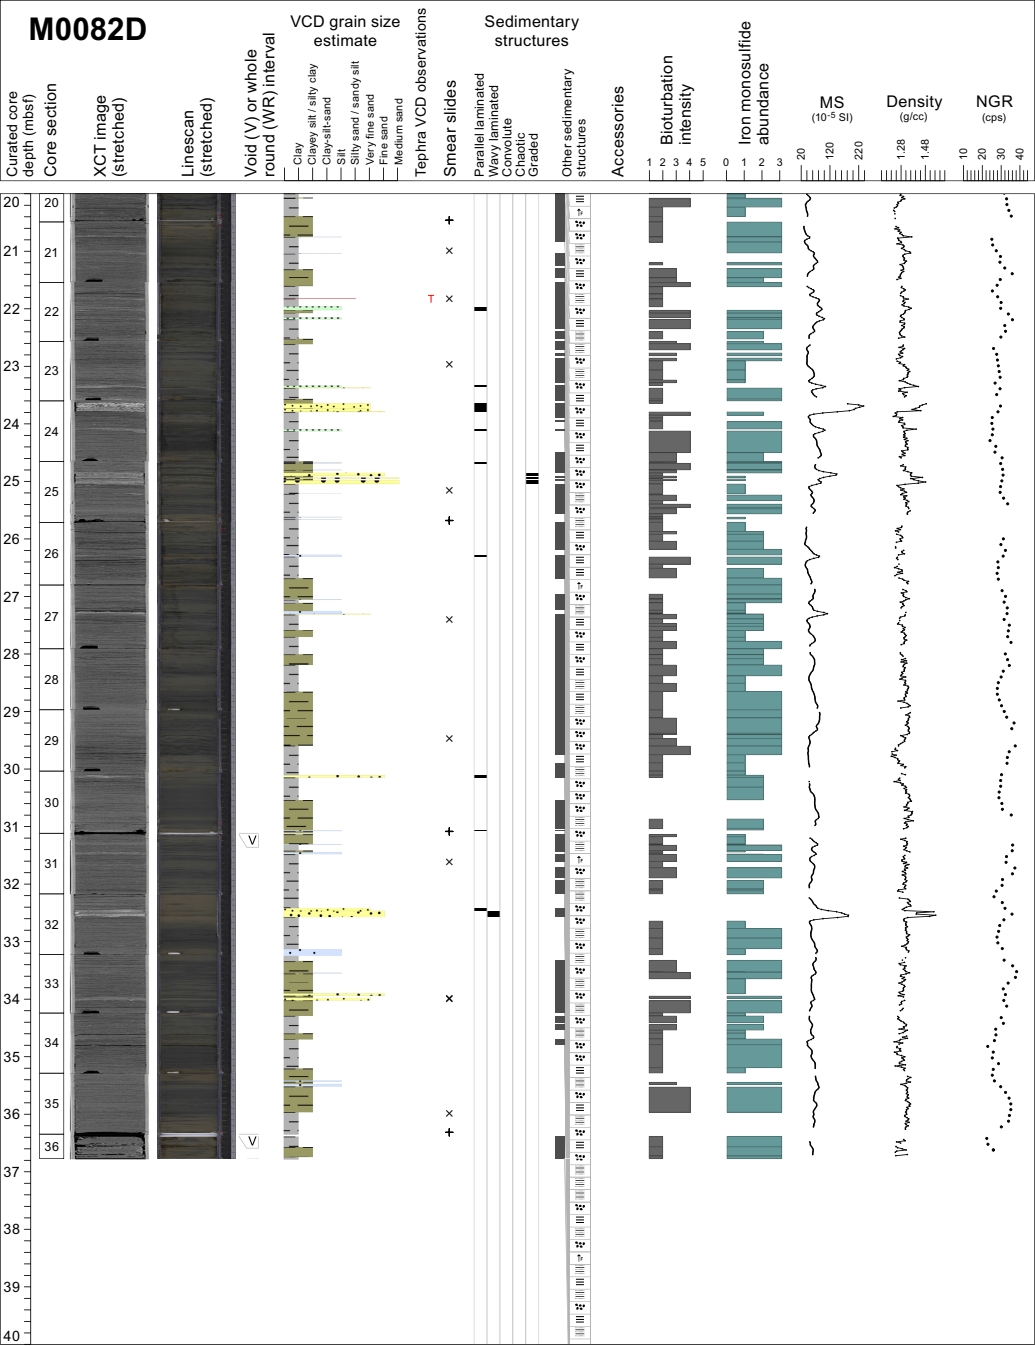 M0082D
VCD grain size
estimate
Sedimentary
structures
Curated core
depth (mbsf)
Core section
XCT image
(stretched)
Linescan
(stretched)
Void (V) or whole
round (WR) interval
Clay
Clayey silt / silty clay
Clay-silt-sand
Silt
Silty sand / sandy silt
Very fine sand
Fine sand
Medium sand
Tephra VCD observations
Smear slides
Parallel laminated
Wavy laminated
Convolute
Chaotic
Graded
Other sedimentary
structures
Accessories
Bioturbation
intensity
1 2 3 4 5
Iron monosulfide
abundance
0 1 2 3
MS
(10-5 SI)
20 120 220
Density
(g/cc)
1.28 1.48
NGR
(cps)
10 20 30 40
20 20
21 21
T
22 22
23 23
24 24
25 25
26 26
27 27
28 28
29 29
30 30
31 V
31
32
32
33
33
34
34
35
35
36
V
36
37
38
39
40